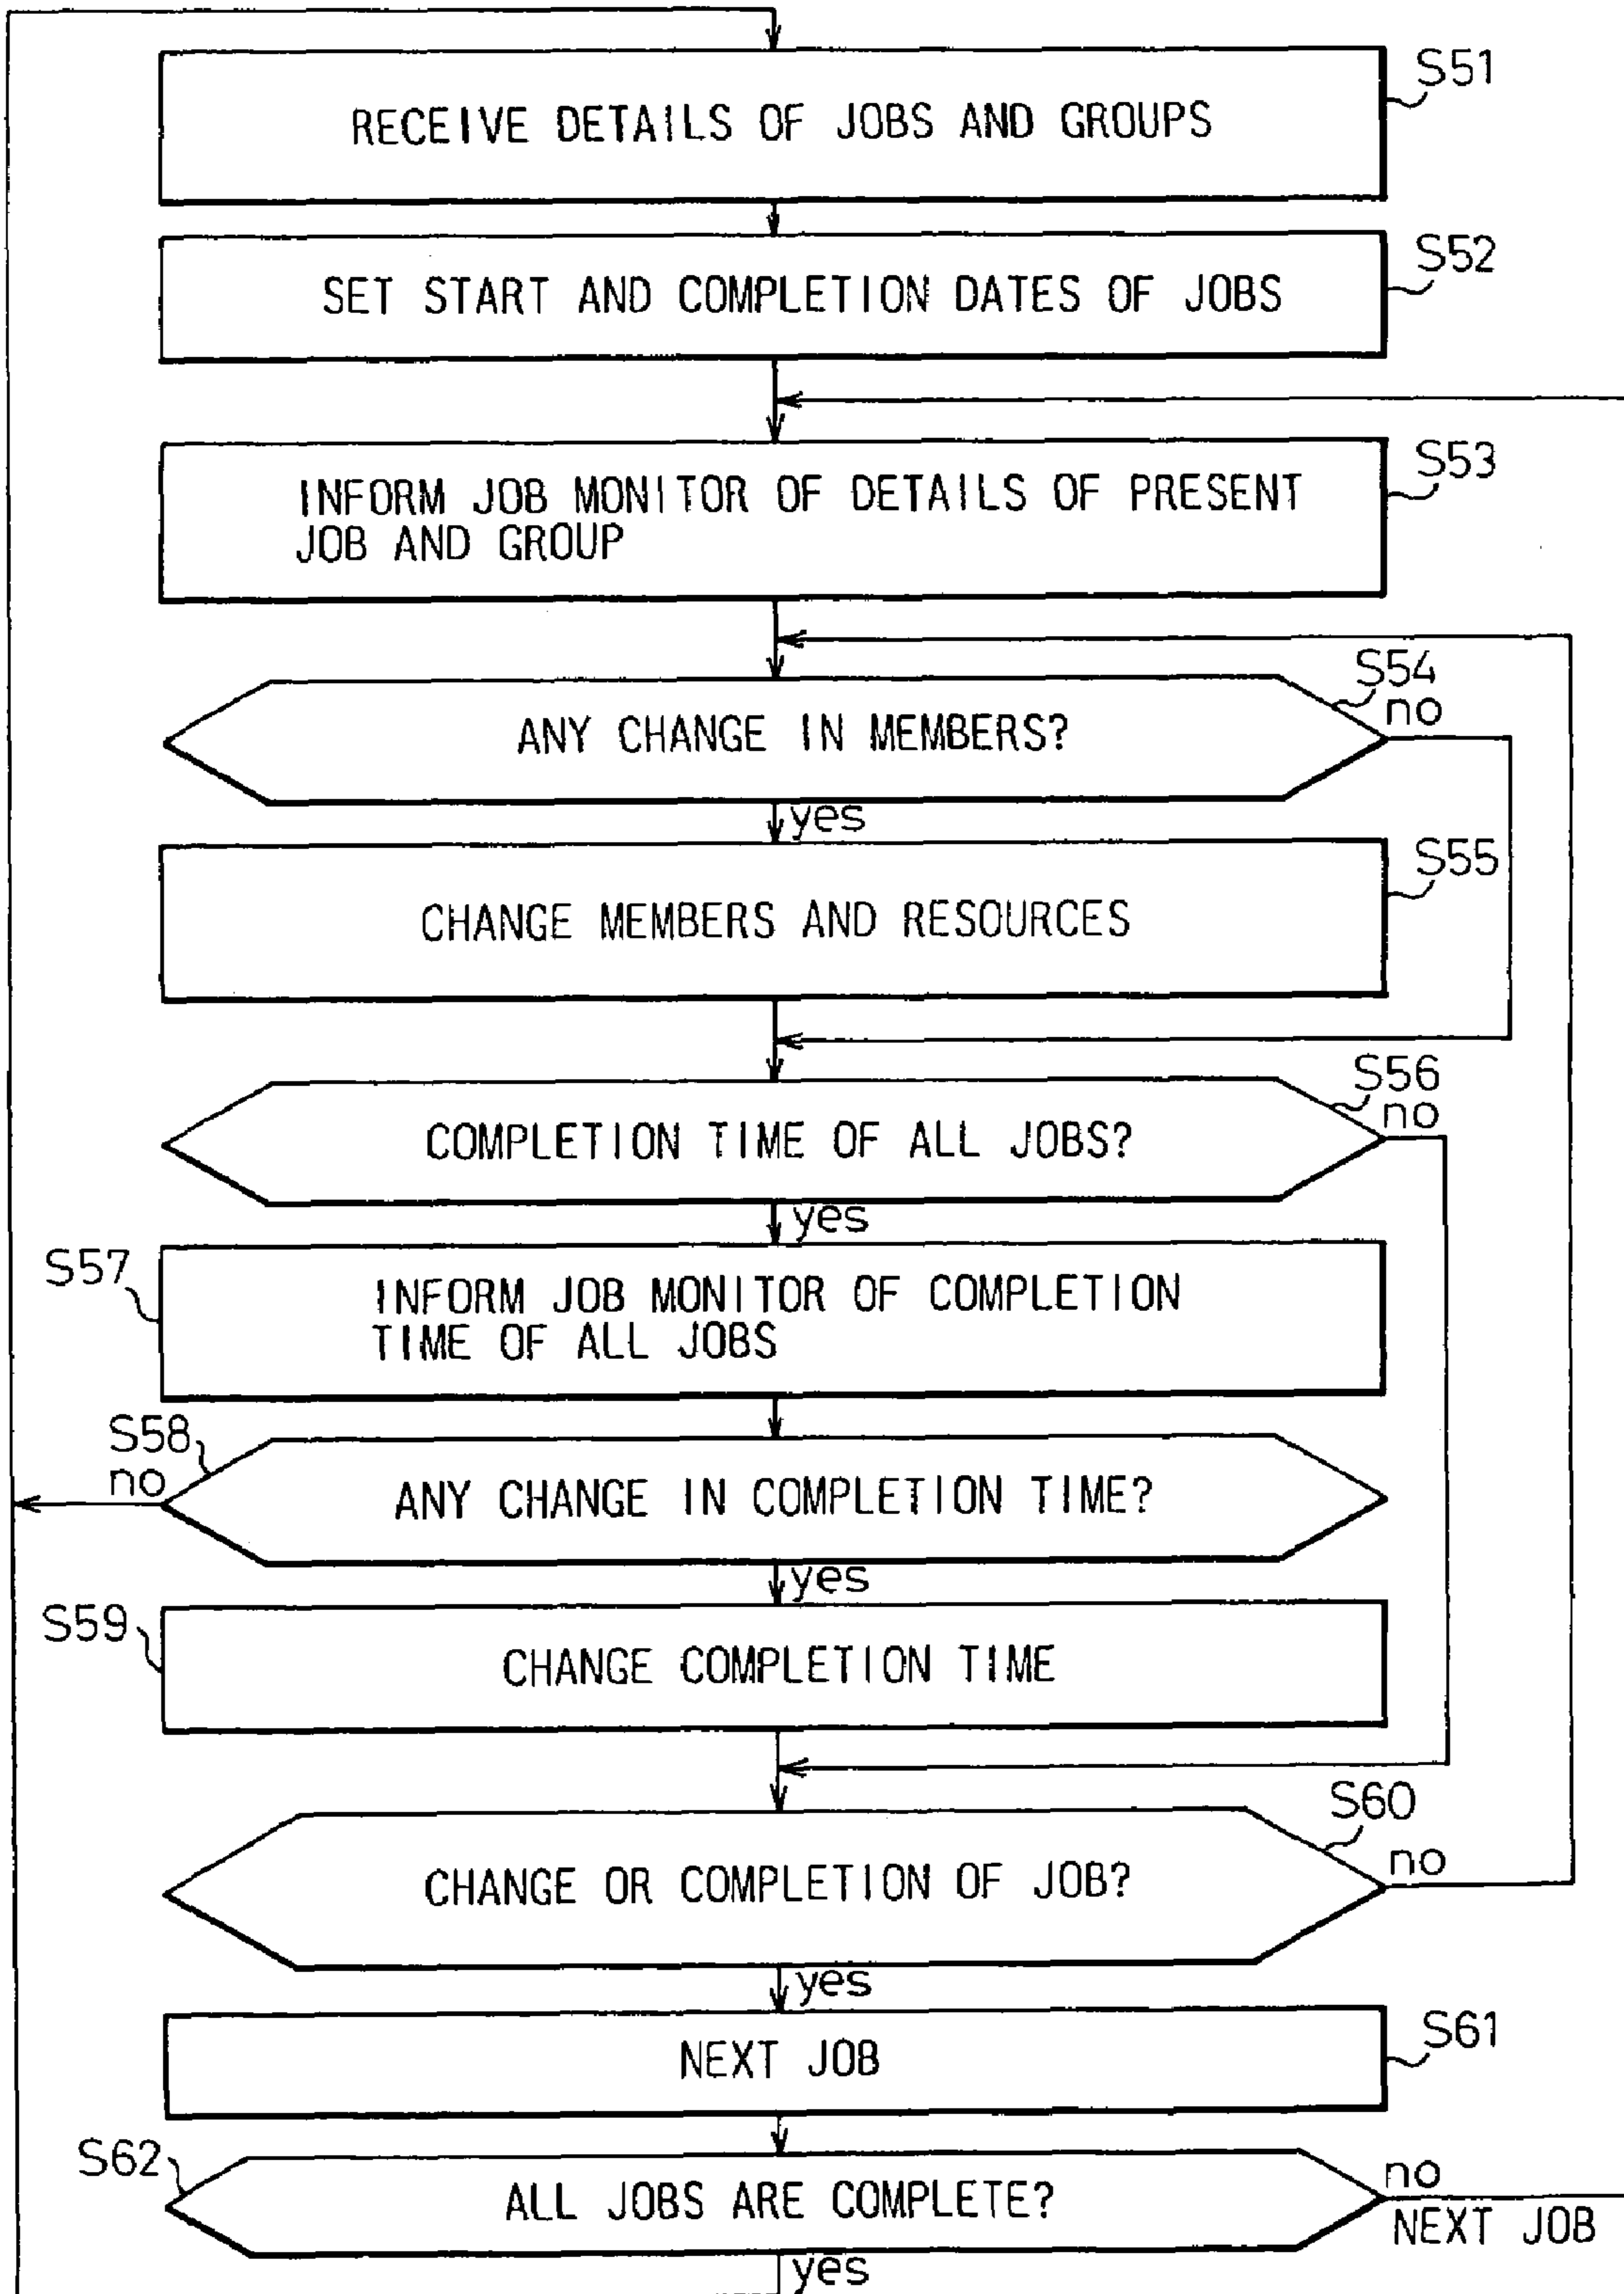 S51
RECEIVE DETAILS OF JOBS AND GROUPS
S52
SET START AND COMPLETION DATES OF JOBS
S53
INFORM JOB MONITOR OF DETAILS OF PRESENT
JOB AND GROUP
S54
no
ANY CHANGE IN MEMBERS?
yes
S55
CHANGE MEMBERS AND RESOURCES
S56
no
COMPLETION TIME OF ALL JOBS?
yes
S57
INFORM JOB MONITOR OF COMPLETION
TIME OF ALL JOBS
S58
no
ANY CHANGE IN COMPLETION TIME?
yes
S59
CHANGE COMPLETION TIME
S60
no
CHANGE OR COMPLETION OF JOB?
yes
S61
NEXT JOB
S62
no
ALL JOBS ARE COMPLETE?
NEXT JOB
yes